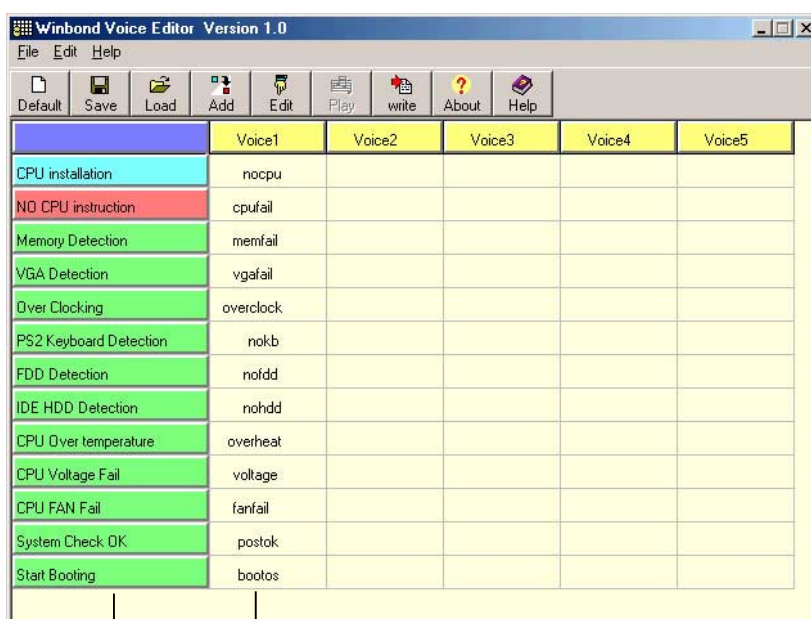 Winbond Voice Editor Version 1.0
File Edit Help
Default Save Load Add Edit Play write About Help
Voice1 Voice2 Voice3 Voice4 Voice5
CPU installation nocpu
NO CPU instruction cpufail
Memory Detection memfail
VGA Detection vgafail
Over Clocking overclock
PS2 Keyboard Detection nokb
FDD Detection nofdd
IDE HDD Detection nohdd
CPU Over temperature overheat
CPU Voltage Fail voltage
CPU FAN Fail fanfail
System Check OK postok
Start Booting bootos